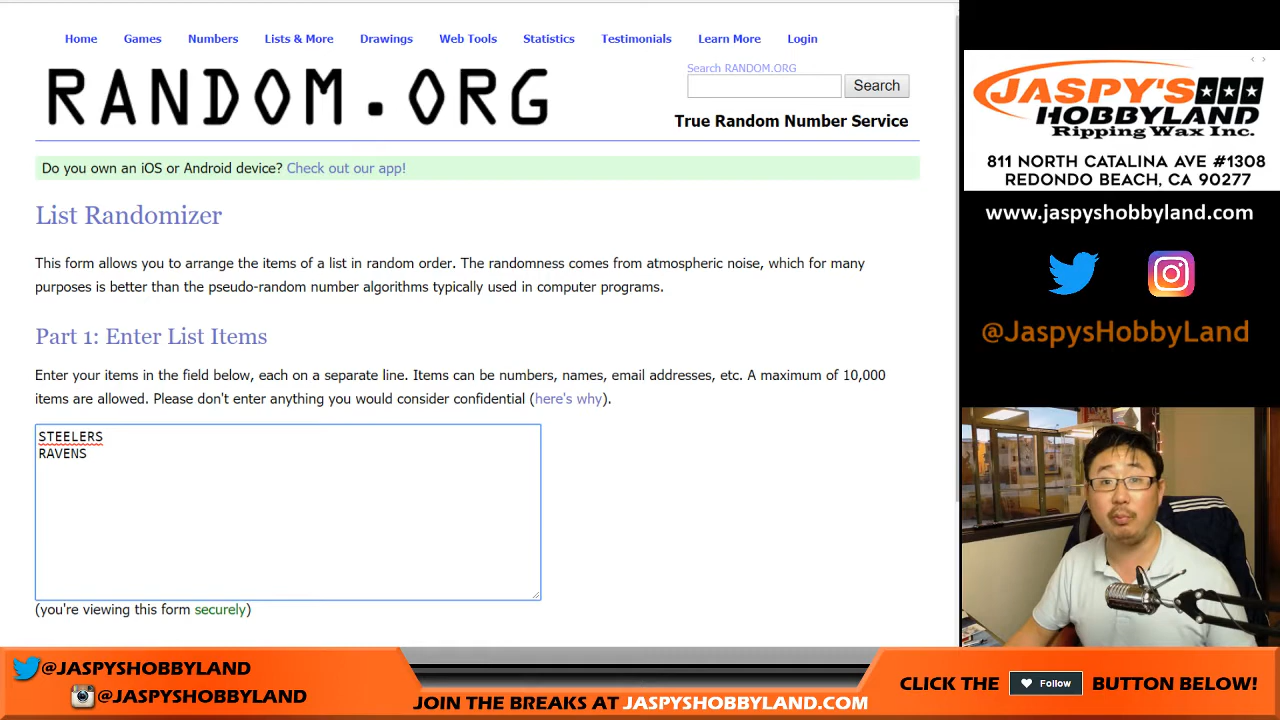 Home Games Numbers Lists & More Drawings Web Tools Statistics Testimonials Learn More Login
RANDOM.ORG
Search RANDOM.ORG
Search
True Random Number Service
Do you own an iOS or Android device? Check out our app!
List Randomizer
This form allows you to arrange the items of a list in random order. The randomness comes from atmospheric noise, which for many
purposes is better than the pseudo-random number algorithms typically used in computer programs.
Part 1: Enter List Items
Enter your items in the field below, each on a separate line. Items can be numbers, names, email addresses, etc. A maximum of 10,000
items are allowed. Please don't enter anything you would consider confidential (here's why).
STEELERS
RAVENS
(you're viewing this form securely)
JASPY'S
HOBBYLAND
Ripping Wax Inc.
811 NORTH CATALINA AVE #1308
REDONDO BEACH, CA 90277
www.jaspyshobbyland.com
@JaspysHobbyLand
@JASPYSHOBBYLAND
@JASPYSHOBBYLAND
JOIN THE BREAKS AT JASPYSHOBBYLAND.COM
CLICK THE Follow BUTTON BELOW!